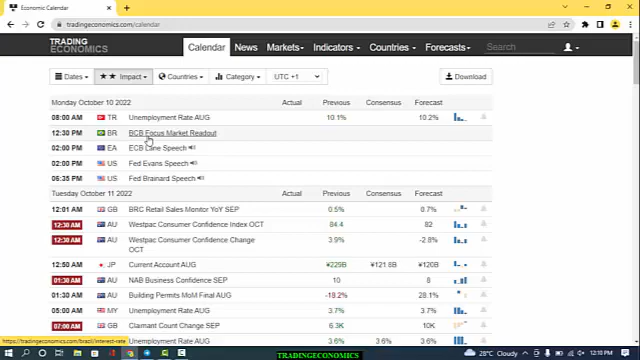 Economic Calendar
tradingeconomics.com/calendar
TRADING ECONOMICS Calendar News Markets Indicators Countries Forecasts Search
Dates Impact Countries Category UTC +1 Download
Monday October 10 2022 Actual Previous Consensus Forecast
08:00 AM TR Unemployment Rate AUG 10.1% 10.2%
12:30 PM BR BCB Focus Market Readout
02:00 PM EA ECB Lane Speech
02:00 PM US Fed Evans Speech
06:35 PM US Fed Brainard Speech
Tuesday October 11 2022 Actual Previous Consensus Forecast
12:01 AM GB BRC Retail Sales Monitor YoY SEP 0.5% 0.7%
12:30 AM AU Westpac Consumer Confidence Index OCT 84.4 82
12:30 AM AU Westpac Consumer Confidence Change OCT 3.9% -2.8%
12:50 AM JP Current Account AUG ¥229B ¥121.8B ¥120B
01:30 AM AU NAB Business Confidence SEP 10 8
01:30 AM AU Building Permits MoM Final AUG -18.2% 28.1%
05:00 AM MY Unemployment Rate AUG 3.7% 3.7%
07:00 AM GB Claimant Count Change SEP 6.3K 10K
GB Unemployment Rate AUG 3.6% 3.6% 3.6%
https://tradingeconomics.com/brazil/interest-rate
28°C Cloudy 12:10 PM
TRADINGECONOMICS